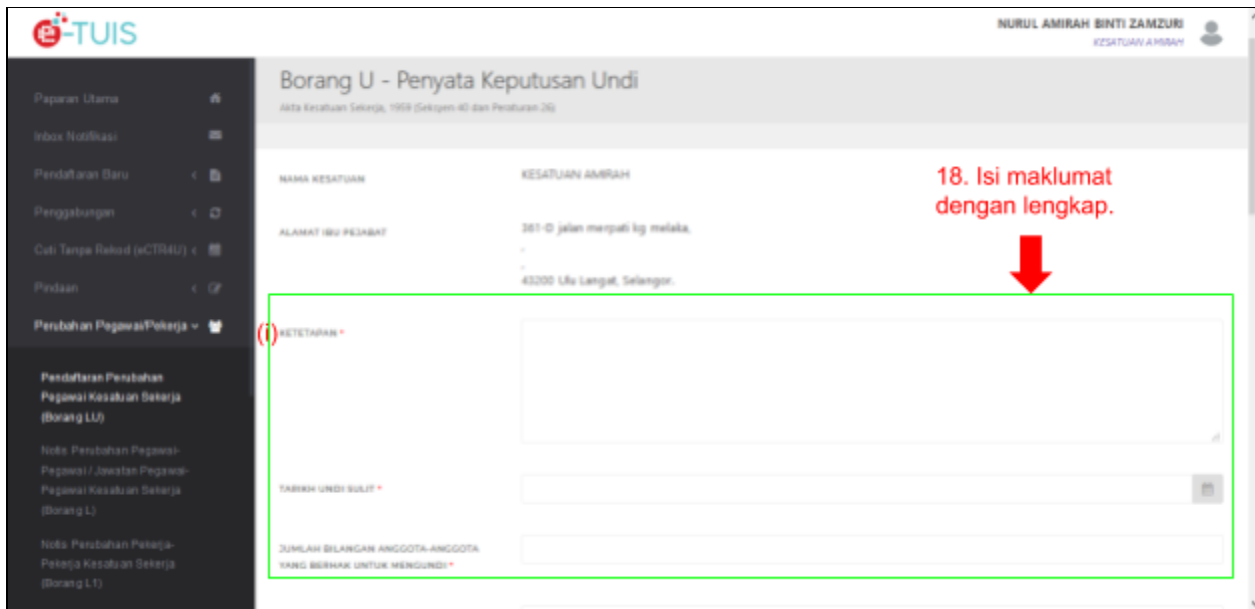 e-TUIS
NURUL AMIRAH BINTI ZAMZURI
KESATUAN AMIRAH
Paparan Utama
Inbox Notifikasi
Pendaftaran Baru
Penggabungan
Cuti Tanpa Rekod (eCTR4U)
Pindaan
Perubahan Pegawai/Pekerja
Pendaftaran Perubahan
Pegawai Kesatuan Sekerja
(Borang LU)
Notis Perubahan Pegawai-
Pegawai / Jawatan Pegawai-
Pegawai Kesatuan Sekerja
(Borang L)
Notis Perubahan Pekerja-
Pekerja Kesatuan Sekerja
(Borang L1)
Borang U - Penyata Keputusan Undi
Akta Kesatuan Sekerja, 1959 (Seksyen 40 dan Peraturan 26)
NAMA KESATUAN
KESATUAN AMIRAH
ALAMAT IBU PEJABAT
361-D jalan merpati kg melaka,
,
,
43200 Ulu Langat, Selangor.
18. Isi maklumat
dengan lengkap.
(i) KETETAPAN *
TARIKH UNDI SULIT *
JUMLAH BILANGAN ANGGOTA-ANGGOTA
YANG BERHAK UNTUK MENGUNDI *